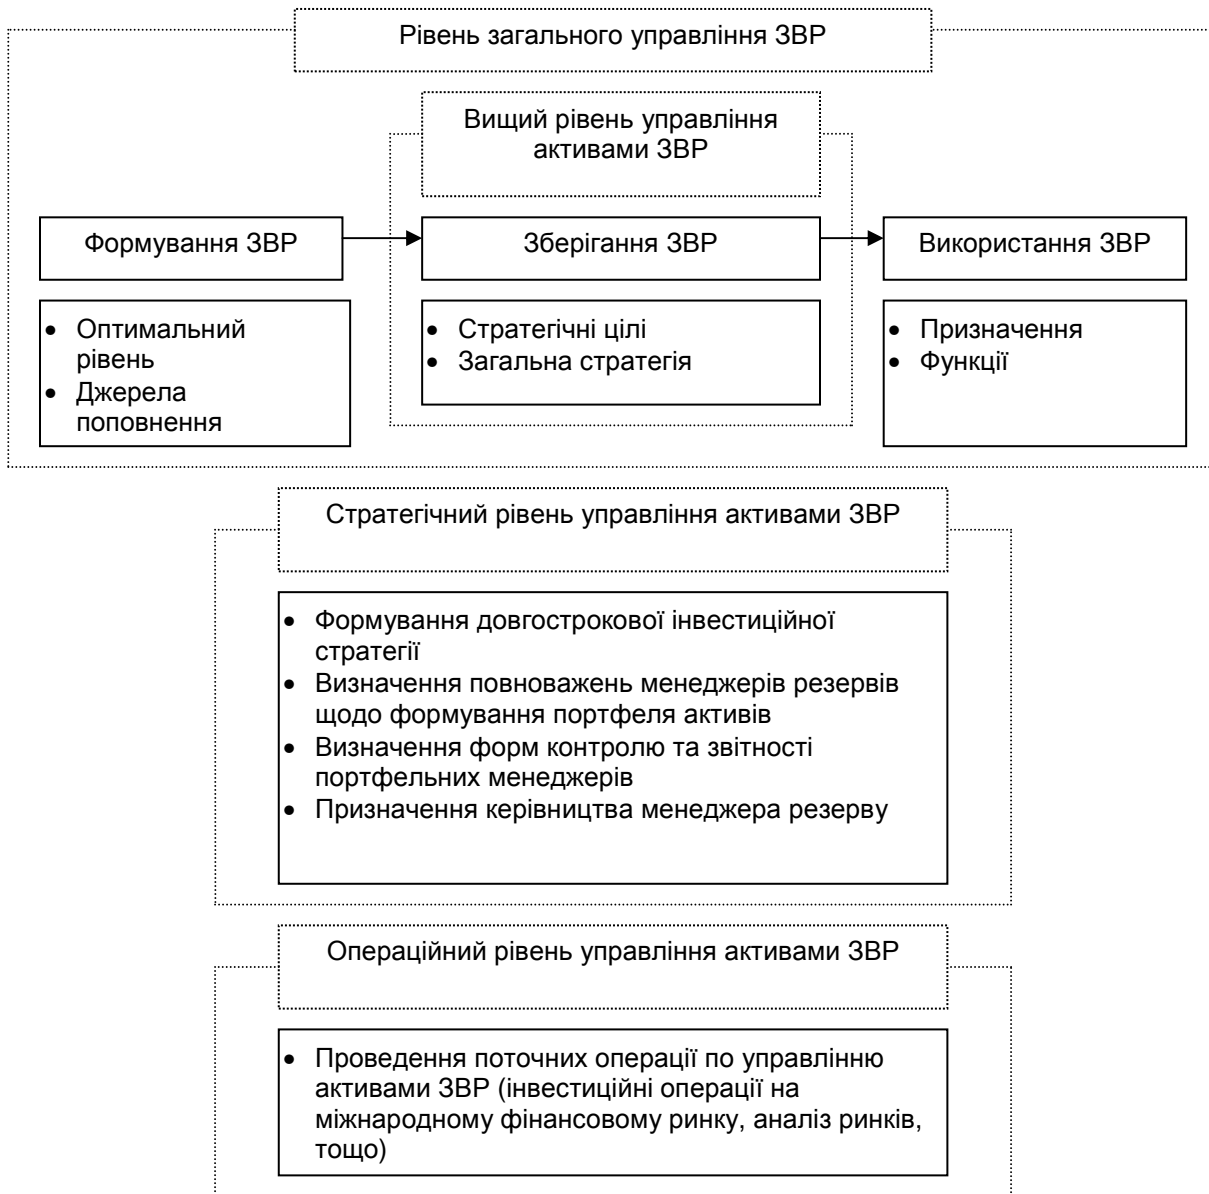 Рівень загального управління ЗВР
Вищий рівень управління
активами ЗВР
Формування ЗВР
Зберігання ЗВР
Використання ЗВР
• Оптимальний
рівень
• Джерела
поповнення
• Стратегічні цілі
• Загальна стратегія
• Призначення
• Функції
Стратегічний рівень управління активами ЗВР
• Формування довгострокової інвестиційної
стратегії
• Визначення повноважень менеджерів резервів
щодо формування портфеля активів
• Визначення форм контролю та звітності
портфельних менеджерів
• Призначення керівництва менеджера резерву
Операційний рівень управління активами ЗВР
• Проведення поточних операції по управлінню
активами ЗВР (інвестиційні операції на
міжнародному фінансовому ринку, аналіз ринків,
тощо)